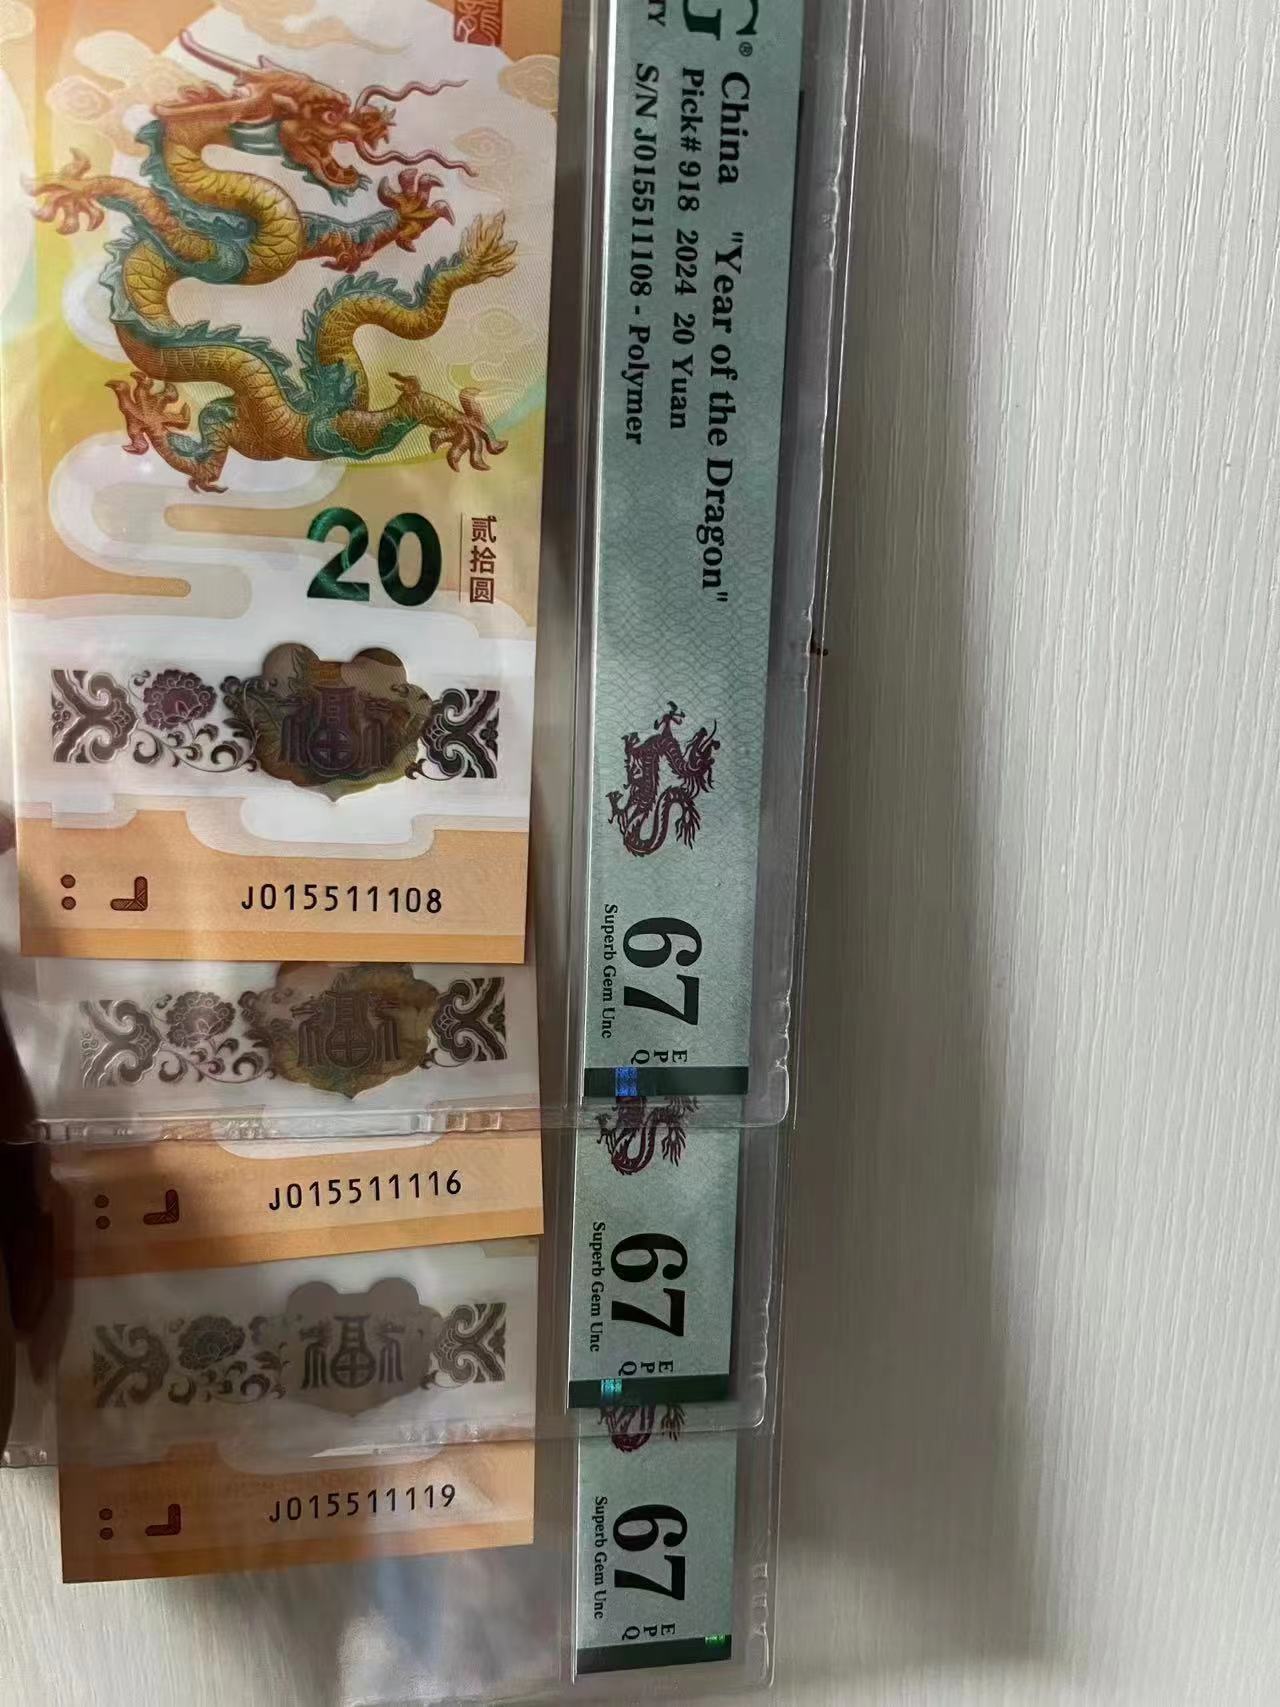 G®
TY
China "Year of the Dragon"
Pick# 918 2024 20 Yuan
S/N J015511108 - Polymer
67 EPQ
Superb Gem Unc
20
贰拾圆
福
J015511108
福
J015511116
67 EPQ
Superb Gem Unc
福
J015511119
67 EPQ
Superb Gem Unc